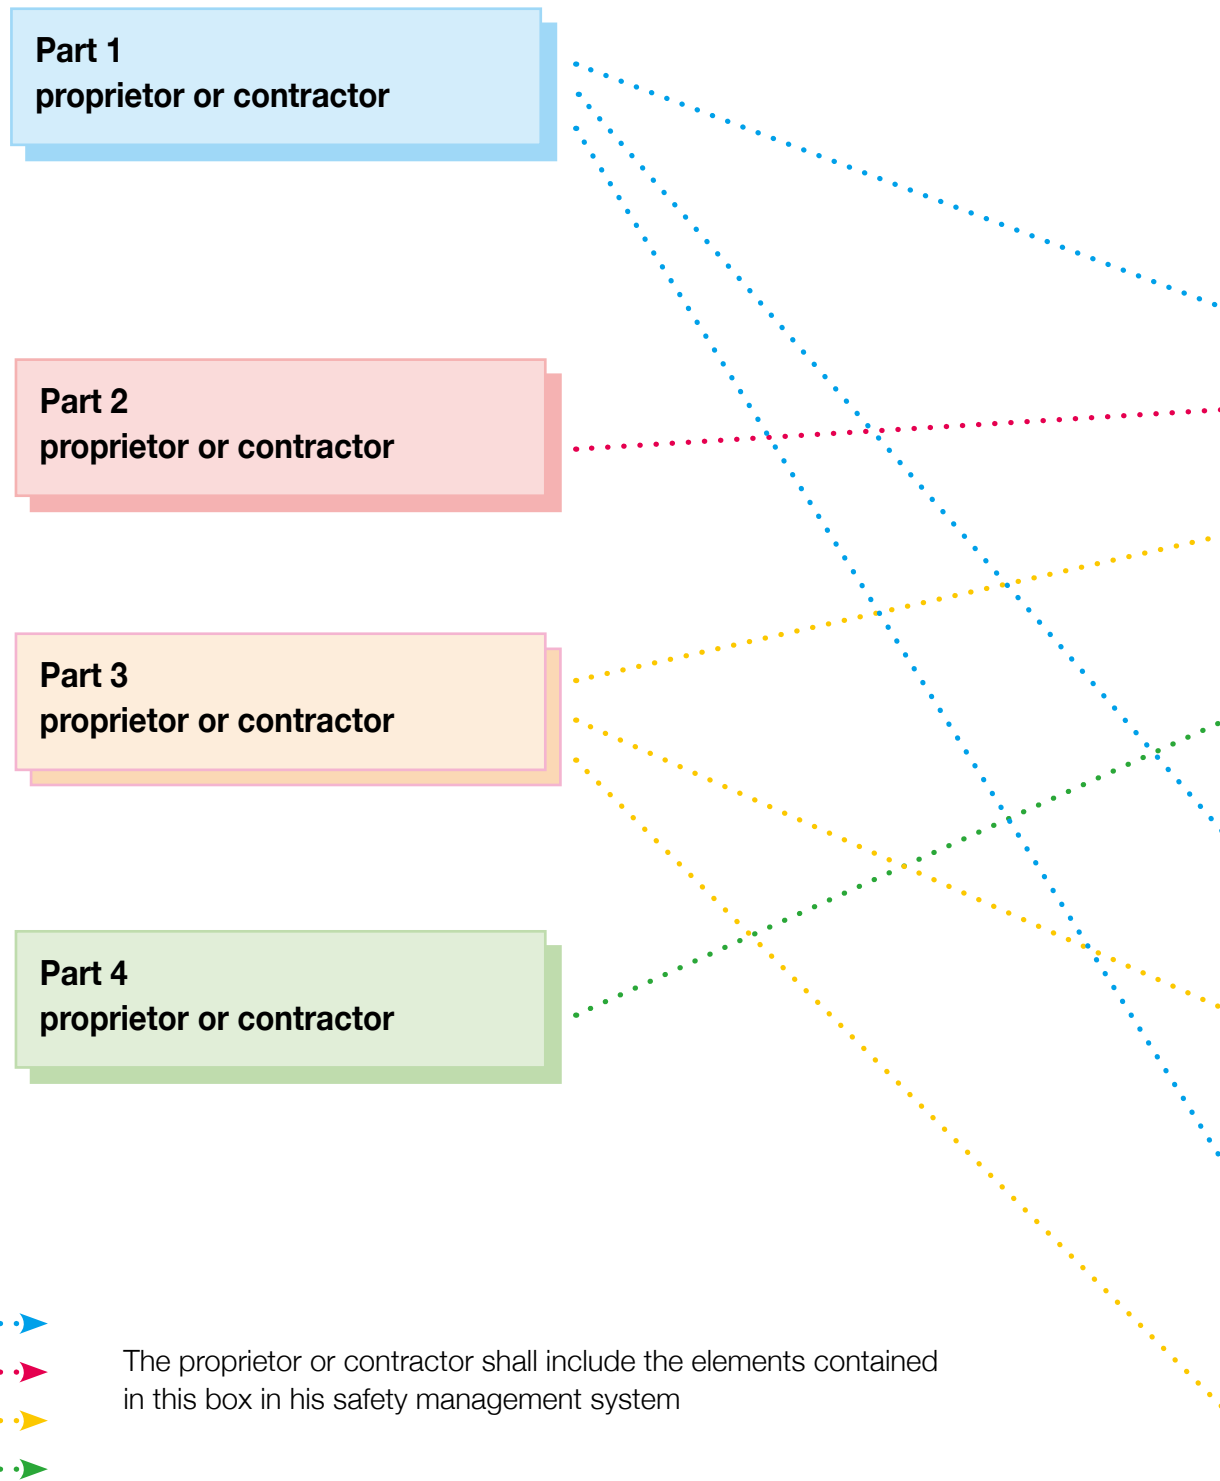 Part 1
proprietor or contractor
Part 2
proprietor or contractor
Part 3
proprietor or contractor
Part 4
proprietor or contractor
The proprietor or contractor shall include the elements contained
in this box in his safety management system